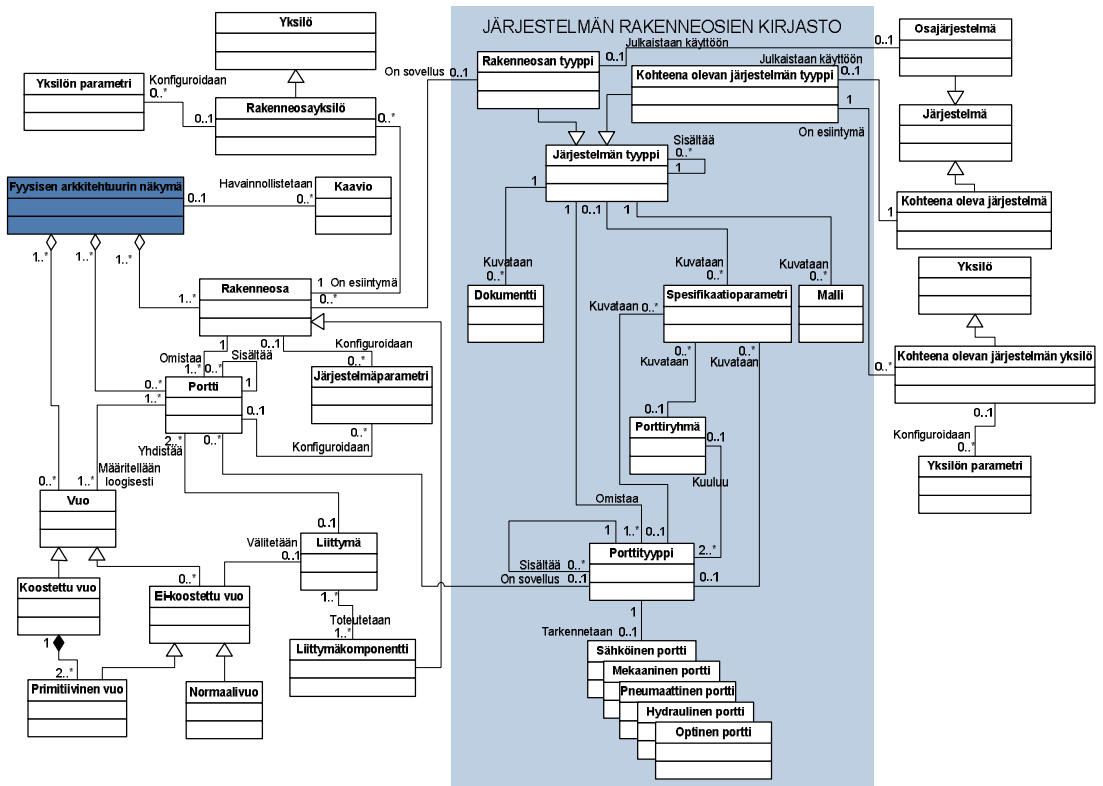 JÄRJESTELMÄN RAKENNEOSIEN KIRJASTO
Yksilö
Yksilön parametri
Konfiguroidaan
0..*
0..1
Rakenneosayksilö
0..*
On sovellus
0..1
Rakenneosan tyyppi
0..1
Julkaistaan käyttöön
0..1
Osajärjestelmä
Kohteena olevan järjestelmän tyyppi
Julkaistaan käyttöön
0..1
1
On esiintymä
Järjestelmä
Järjestelmän tyyppi
Sisältää
0..*
1
Fyysisen arkkitehtuurin näkymä
Havainnollistetaan
0..1
0..*
Kaavio
1
Kohteena oleva järjestelmä
1
1
0..1
1
1..*
1..*
1..*
Kuvataan
0..*
Kuvataan
0..*
Kuvataan
0..*
Yksilö
1..*
Rakenneosa
1
On esiintymä
0..*
Dokumentti
Spesifikaatioparametri
Malli
Kuvataan
0..*
1
0..1
Omistaa
1..*
Sisältää
0..*
Konfiguroidaan
0..*
Järjestelmäparametri
0..*
Konfiguroidaan
0..*
Kuvataan
0..*
Kuvataan
0..*
Kohteena olevan järjestelmän yksilö
0..1
Konfiguroidaan
0..*
Yksilön parametri
0..*
1..*
Portti
1
0..1
2..*
Yhdistää
0..*
0..1
Porttiryhmä
0..1
Kuuluu
2..*
Määritellään
loogisesti
0..*
1..*
Vuo
Omistaa
1..*
0..1
1
Sisältää
0..*
On sovellus
0..1
Porttityyppi
0..1
0..1
Liittymä
Välitetään
0..1
0..*
1..*
Koostettu vuo
Ei-koostettu vuo
Toteutetaan
1..*
Liittymäkomponentti
1
2..*
Primitiivinen vuo
Normaalivuo
1
Tarkennetaan
0..1
Sähköinen portti
Mekaaninen portti
Pneumaattinen portti
Hydraulinen portti
Optinen portti